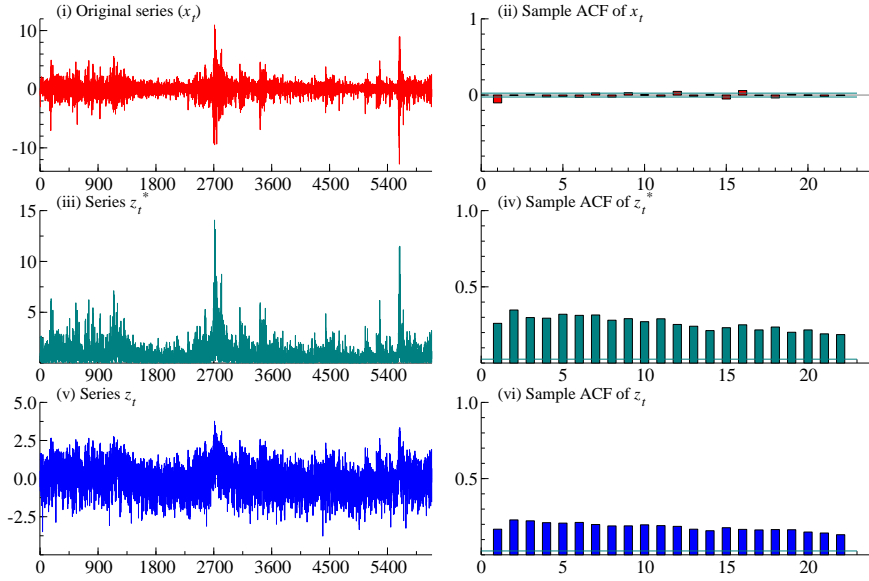 (i) Original series (x_t)
10
0
-10
0 900 1800 2700 3600 4500 5400
(ii) Sample ACF of x_t
1
0
0 5 10 15 20
(iii) Series z_t^*
15
10
5
0 900 1800 2700 3600 4500 5400
(iv) Sample ACF of z_t^*
1.0
0.5
0 5 10 15 20
(v) Series z_t
5.0
2.5
0.0
-2.5
0 900 1800 2700 3600 4500 5400
(vi) Sample ACF of z_t
1.0
0.5
0 5 10 15 20